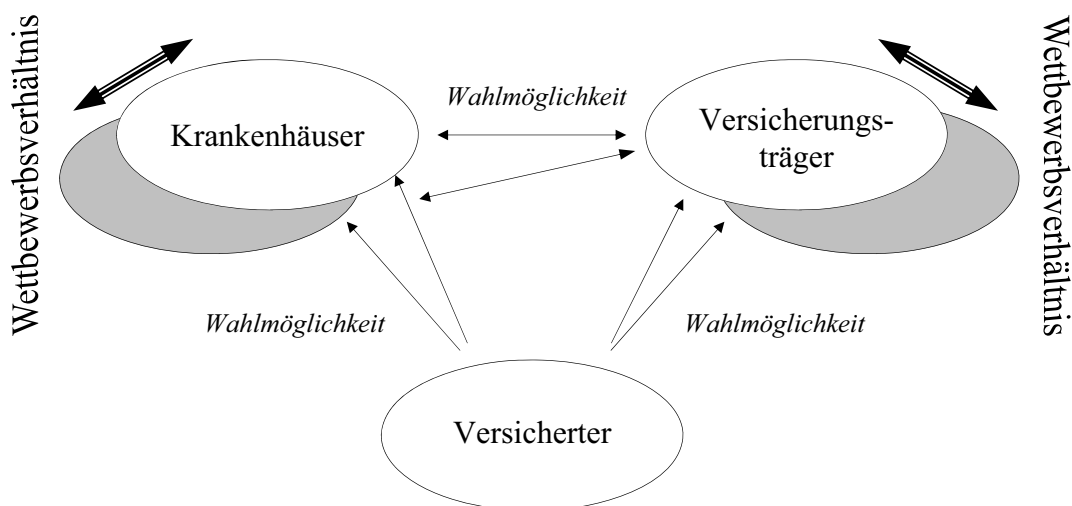 Wettbewerbsverhältnis
Wahlmöglichkeit
Krankenhäuser
Versicherungs-
träger
Wettbewerbsverhältnis
Wahlmöglichkeit
Wahlmöglichkeit
Versicherter